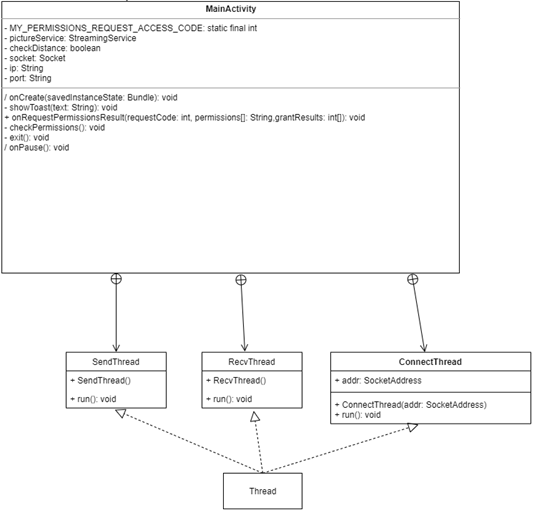 MainActivity
- MY_PERMISSIONS_REQUEST_ACCESS_CODE: static final int
- pictureService: StreamingService
- checkDistance: boolean
- socket: Socket
- ip: String
- port: String
/ onCreate(savedInstanceState: Bundle): void
- showToast(text: String): void
+ onRequestPermissionsResult(requestCode: int, permissions[]: String,grantResults: int[]): void
- checkPermissions(): void
- exit(): void
/ onPause(): void
SendThread
+ SendThread()
+ run(): void
RecvThread
+ RecvThread()
+ run(): void
ConnectThread
+ addr: SocketAddress
+ ConnectThread(addr: SocketAddress)
+ run(): void
Thread